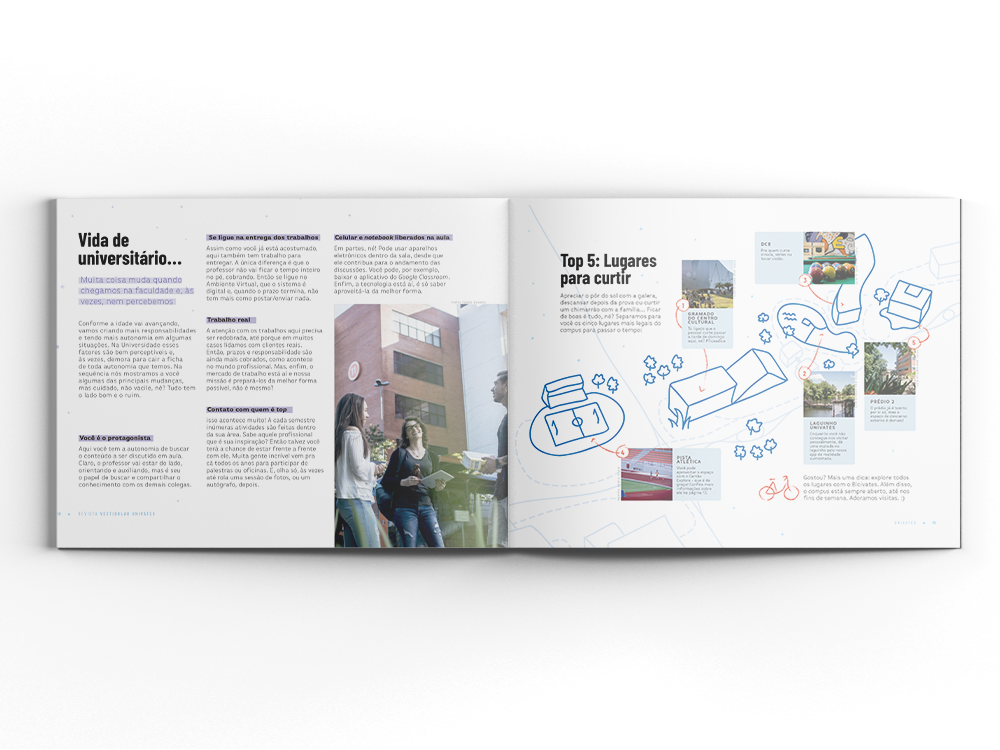 Vida de
universitário...
Muita coisa muda quando
chegamos na faculdade e, às
vezes, nem percebemos
Conforme a idade vai avançando,
vamos criando mais responsabilidades
e tendo mais autonomia em algumas
situações. Na Universidade esses
fatores são bem perceptíveis e,
às vezes, demora para cair a ficha
de toda autonomia que temos. Na
sequência nós mostramos a você
algumas das principais mudanças,
mas cuidado, não vacile, né? Tudo tem
o lado bom e o ruim.
Você é o protagonista
Aqui você tem a autonomia de buscar
o conteúdo a ser discutido em aula.
Claro, o professor vai estar do lado,
orientando e auxiliando, mas é seu
o papel de buscar e compartilhar o
conhecimento com os demais colegas.
Se ligue na entrega dos trabalhos
Assim como você já está acostumado,
aqui também tem trabalho para
entregar. A única diferença é que o
professor não vai ficar o tempo inteiro
no pé, cobrando. Então se ligue no
Ambiente Virtual, que o sistema é
digital e, quando o prazo termina, não
tem mais como postar/enviar nada.
Trabalho real
A atenção com os trabalhos aqui precisa
ser redobrada, até porque em muitos
casos lidamos com clientes reais.
Então, prazos e responsabilidade são
ainda mais cobrados, como acontece
no mundo profissional. Mas, enfim, o
mercado de trabalho está aí e nossa
missão é prepará-los da melhor forma
possível, não é mesmo?
Contato com quem é top
Isso acontece muito! A cada semestre
inúmeras atividades são feitas dentro
da sua área. Sabe aquele profissional
que é sua inspiração? Então talvez você
terá a chance de estar frente a frente
com ele. Muita gente incrível vem pra
cá todos os anos para participar de
palestras ou oficinas. E, olha só, às vezes
até rola uma sessão de fotos, ou um
autógrafo, depois.
Celular e notebook liberados na aula
Em partes, né! Pode usar aparelhos
eletrônicos dentro da sala, desde que
ele contribua para o andamento das
discussões. Você pode, por exemplo,
baixar o aplicativo do Google Classroom.
Enfim, a tecnologia está aí, é só saber
aproveitá-la da melhor forma.
REVISTA VESTIBULAR UNIVATES
Top 5: Lugares
para curtir
Apreciar o pôr do sol com a galera,
descansar depois da prova ou curtir
um chimarrão com a família... Ficar
de boas é tudo, né? Separamos para
você os cinco lugares mais legais do
campus para passar o tempo:
DCE
1
GRAMADO
DO CENTRO
CULTURAL
3
2
LAGUINHO
UNIVATES
5
PRÉDIO 2
4
PISTA
ATLÉTICA
Gostou? Mais uma dica: explore todos
os lugares com o Bicivates. Além disso,
o campus está sempre aberto, até nos
fins de semana. Adoramos visitas. :)
UNIVATES